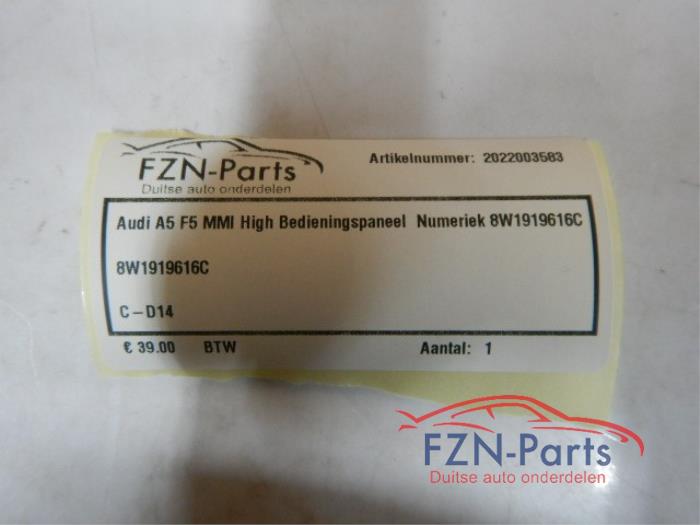 FZN-Parts
Duitse auto onderdelen
Artikelnummer: 2022003583
Audi A5 F5 MMI High Bedieningspaneel Numeriek 8W1919616C
8W1919616C
C-D14
€ 39.00 BTW Aantal: 1
FZN-Parts
Duitse auto onderdelen